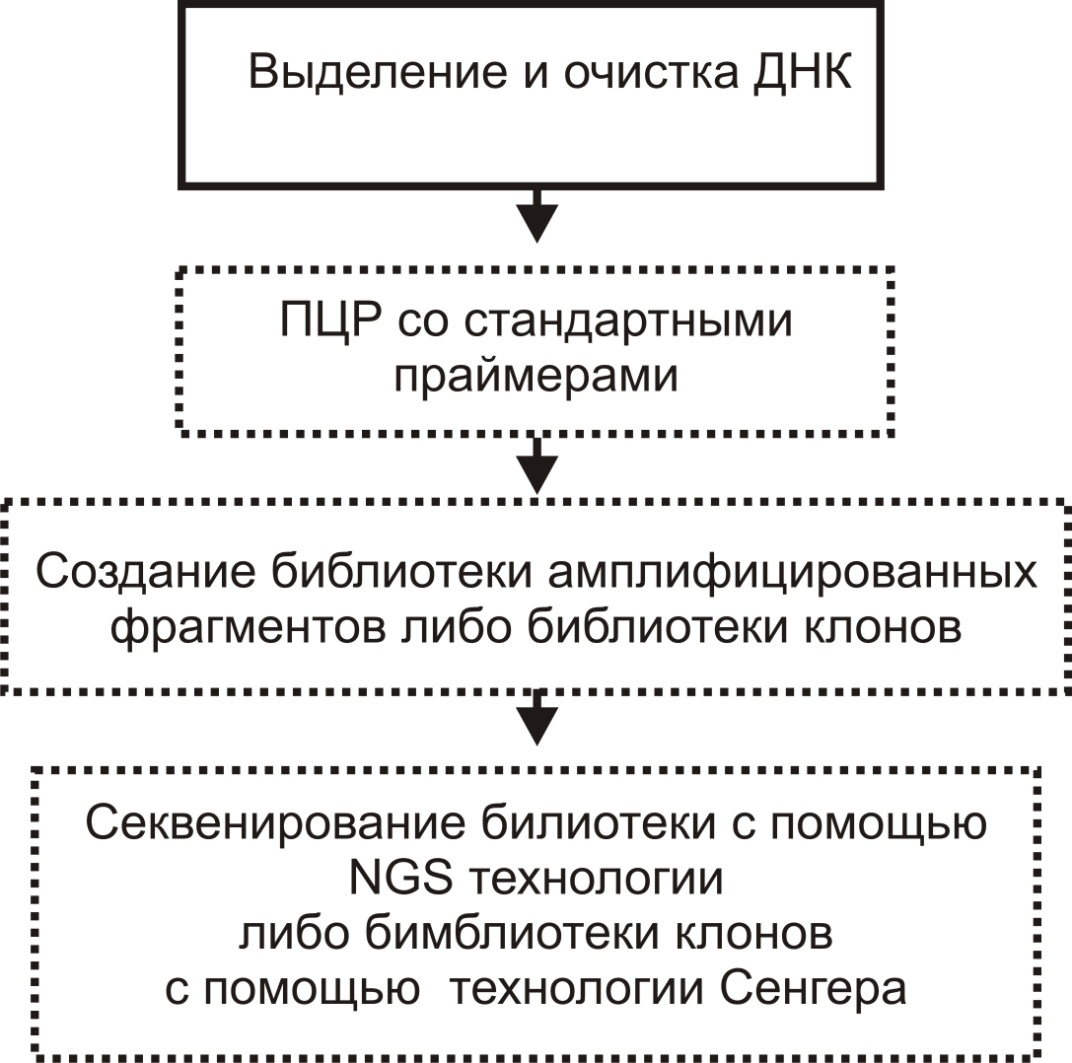 Выделение и очистка ДНК
ПЦР со стандартными
праймерами
Создание библиотеки амплифицированных
фрагментов либо библиотеки клонов
Секвенирование билиотеки с помощью
NGS технологии
либо бимблиотеки клонов
с помощью технологии Сенгера